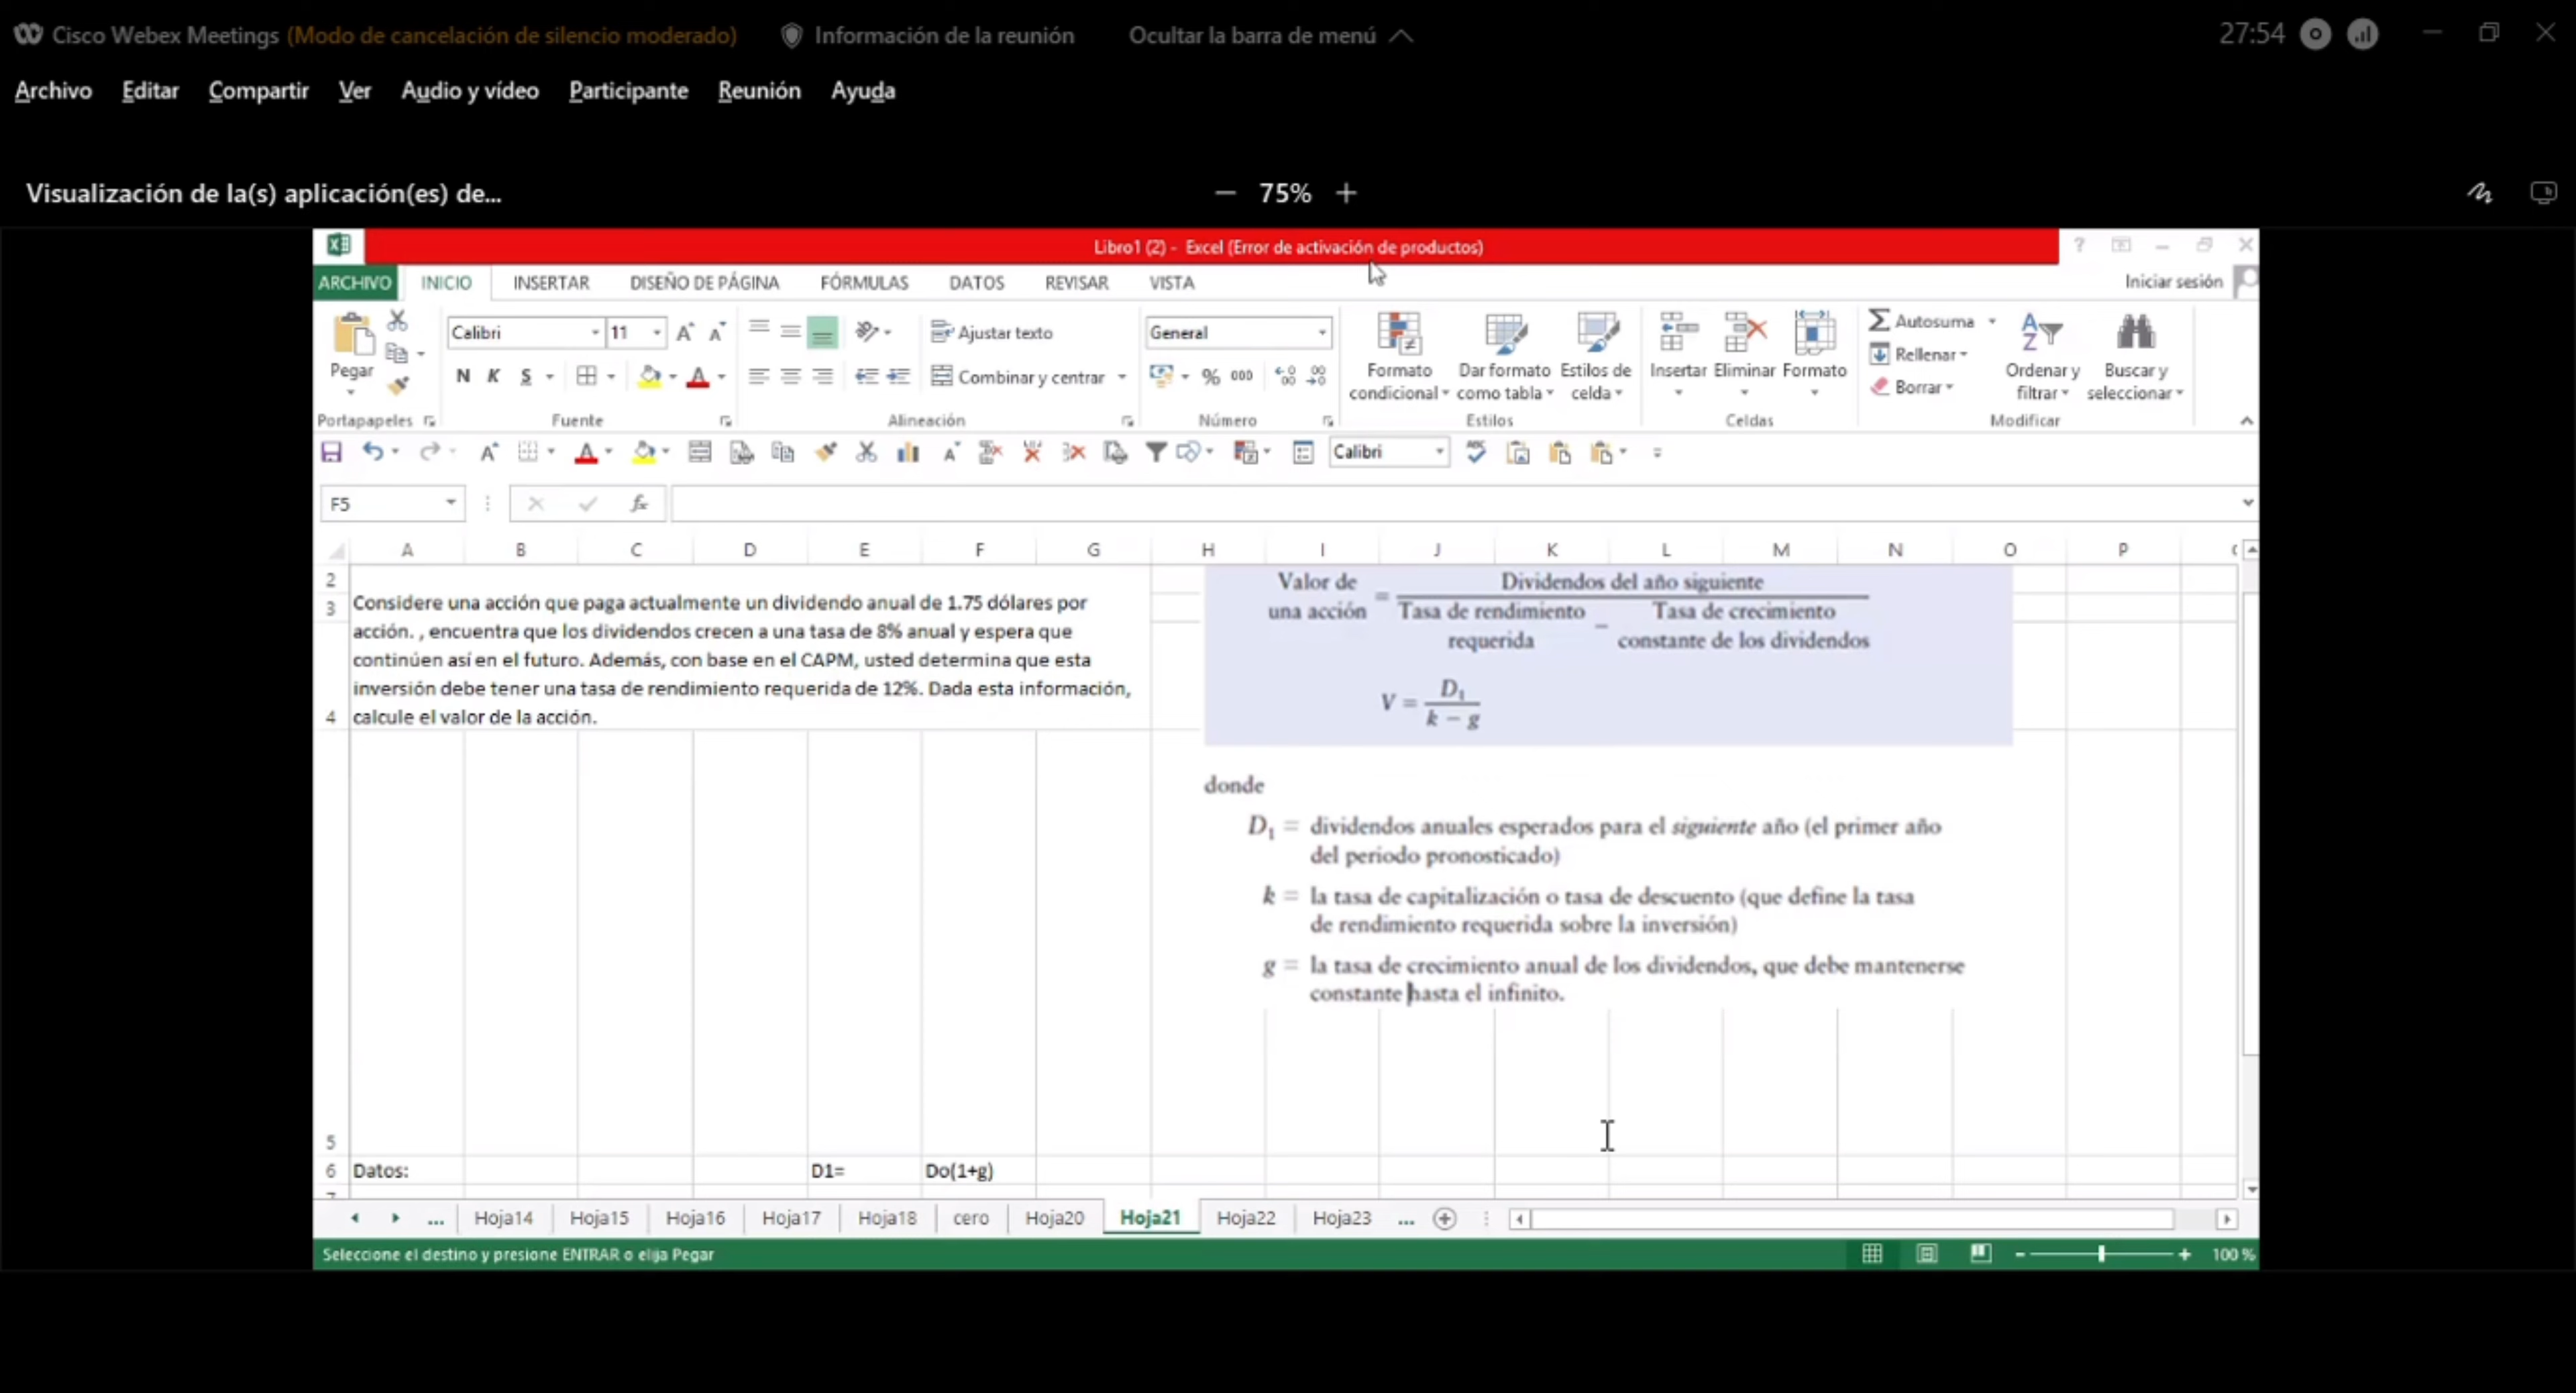 Cisco Webex Meetings (Modo de cancelación de silencio moderado) Información de la reunión Ocultar la barra de menú 27:54
Archivo Editar Compartir Ver Audio y vídeo Participante Reunión Ayuda
Visualización de la(s) aplicación(es) de... 75%
Libro1 (2) - Excel (Error de activación de productos)
ARCHIVO INICIO INSERTAR DISEÑO DE PÁGINA FÓRMULAS DATOS REVISAR VISTA Iniciar sesión
Pegar
Calibri 11
N K S
Ajustar texto
Combinar y centrar
General
% 000
Formato condicional
Dar formato como tabla
Estilos de celda
Insertar Eliminar Formato
Autosuma
Rellenar
Borrar
Ordenar y filtrar
Buscar y seleccionar
Portapapeles Fuente Alineación Número Estilos Celdas Modificar
Calibri
F5 fx
A B C D E F G H I J K L M N O P
2
3
4
Considere una acción que paga actualmente un dividendo anual de 1.75 dólares por
acción. , encuentra que los dividendos crecen a una tasa de 8% anual y espera que
continúen así en el futuro. Además, con base en el CAPM, usted determina que esta
inversión debe tener una tasa de rendimiento requerida de 12%. Dada esta información,
calcule el valor de la acción.
Valor de una acción = Dividendos del año siguiente
Tasa de rendimiento requerida − Tasa de crecimiento constante de los dividendos
V = D1 / k − g
donde
D1 = dividendos anuales esperados para el siguiente año (el primer año
del periodo pronosticado)
k = la tasa de capitalización o tasa de descuento (que define la tasa
de rendimiento requerida sobre la inversión)
g = la tasa de crecimiento anual de los dividendos, que debe mantenerse
constante hasta el infinito.
5
6 Datos: D1= Do(1+g)
7
... Hoja14 Hoja15 Hoja16 Hoja17 Hoja18 cero Hoja20 Hoja21 Hoja22 Hoja23 ...
Seleccione el destino y presione ENTRAR o elija Pegar 100 %